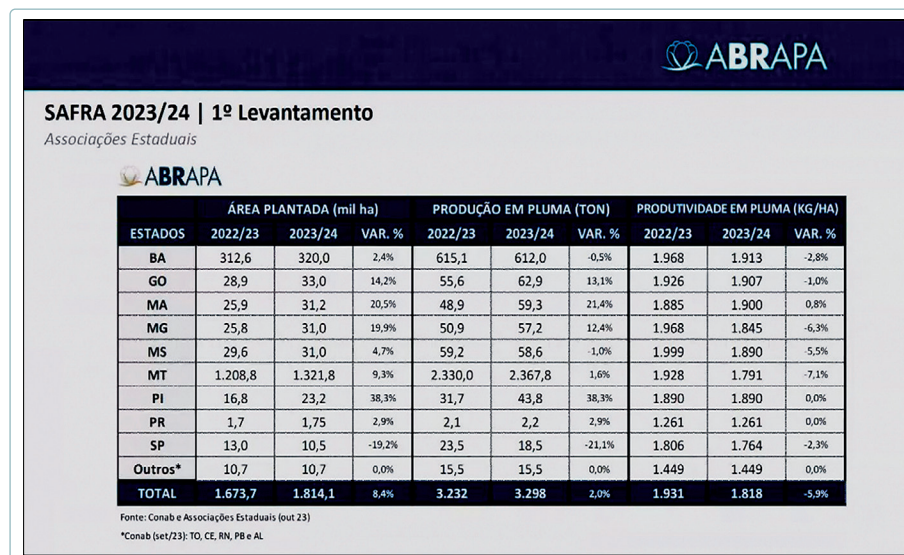 ABRAPA
SAFRA 2023/24 | 1º Levantamento
Associações Estaduais
ABRAPA
ÁREA PLANTADA (mil ha) PRODUÇÃO EM PLUMA (TON) PRODUTIVIDADE EM PLUMA (KG/HA)
ESTADOS 2022/23 2023/24 VAR. % 2022/23 2023/24 VAR. % 2022/23 2023/24 VAR. %
BA 312,6 320,0 2,4% 615,1 612,0 -0,5% 1.968 1.913 -2,8%
GO 28,9 33,0 14,2% 55,6 62,9 13,1% 1.926 1.907 -1,0%
MA 25,9 31,2 20,5% 48,9 59,3 21,4% 1.885 1.900 0,8%
MG 25,8 31,0 19,9% 50,9 57,2 12,4% 1.968 1.845 -6,3%
MS 29,6 31,0 4,7% 59,2 58,6 -1,0% 1.999 1.890 -5,5%
MT 1.208,8 1.321,8 9,3% 2.330,0 2.367,8 1,6% 1.928 1.791 -7,1%
PI 16,8 23,2 38,3% 31,7 43,8 38,3% 1.890 1.890 0,0%
PR 1,7 1,75 2,9% 2,1 2,2 2,9% 1.261 1.261 0,0%
SP 13,0 10,5 -19,2% 23,5 18,5 -21,1% 1.806 1.764 -2,3%
Outros* 10,7 10,7 0,0% 15,5 15,5 0,0% 1.449 1.449 0,0%
TOTAL 1.673,7 1.814,1 8,4% 3.232 3.298 2,0% 1.931 1.818 -5,9%
Fonte: Conab e Associações Estaduais (out 23)
*Conab (set/23): TO, CE, RN, PB e AL